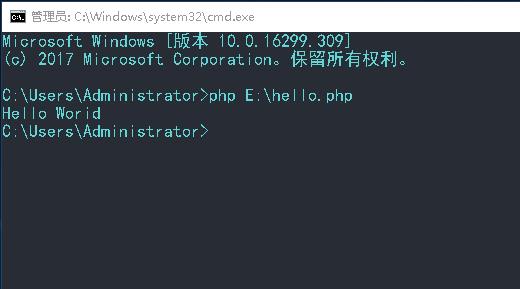 管理员: C:\Windows\system32\cmd.exe
Microsoft Windows [版本 10.0.16299.309]
(c) 2017 Microsoft Corporation。保留所有权利。
C:\Users\Administrator>php E:\hello.php
Hello Worid
C:\Users\Administrator>